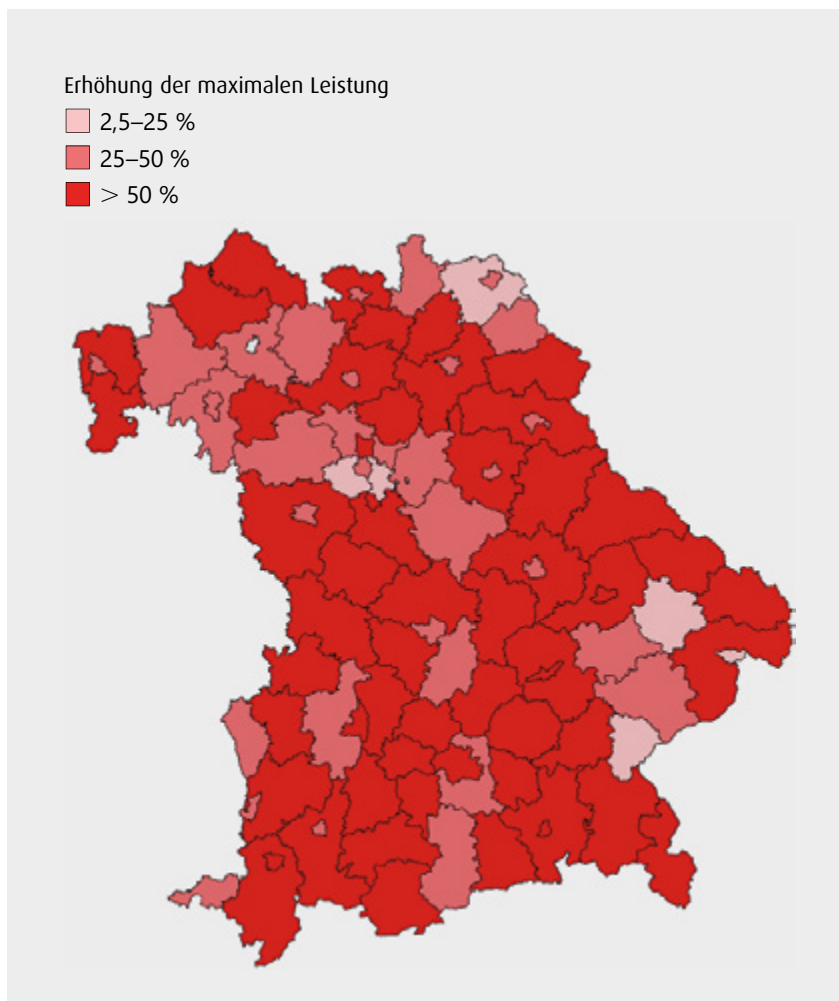 Erhöhung der maximalen Leistung
2,5–25 %
25–50 %
> 50 %